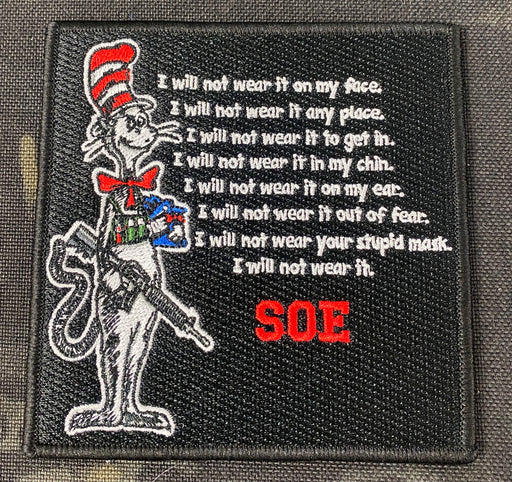 I will not wear it on my face.
I will not wear it any place.
I will not wear it to get in.
I will not wear it in my chin.
I will not wear it on my ear.
I will not wear it out of fear.
I will not wear your stupid mask.
I will not wear it.
SOE